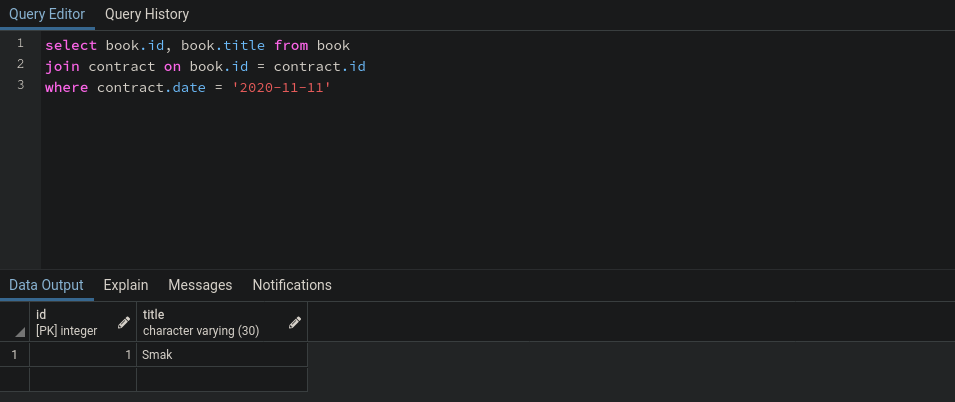 Query Editor Query History
1 select book.id, book.title from book
2 join contract on book.id = contract.id
3 where contract.date = '2020-11-11'
Data Output Explain Messages Notifications
id title
[PK] integer character varying (30)
1 1 Smak